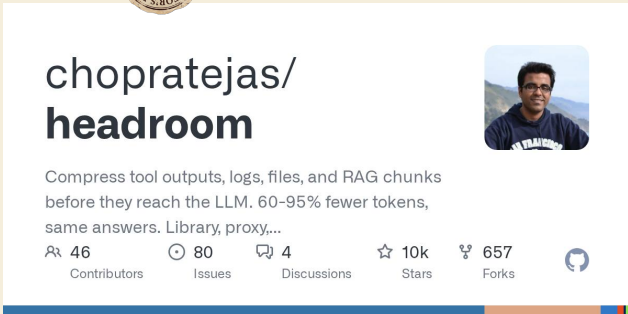 chopratejas/
headroom
Compress tool outputs, logs, files, and RAG chunks
before they reach the LLM. 60-95% fewer tokens,
same answers. Library, proxy,...
46
Contributors
80
Issues
4
Discussions
10k
Stars
657
Forks